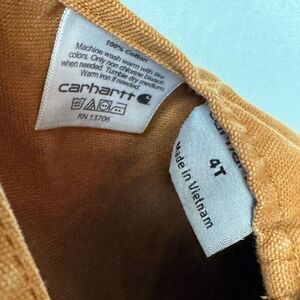 100% Cotton
Machine wash warm with like
colors. Only non chlorine bleach
when needed. Tumble dry medium.
Warm iron if needed.
carhartt
RN 13706
4T
Made in Vietnam